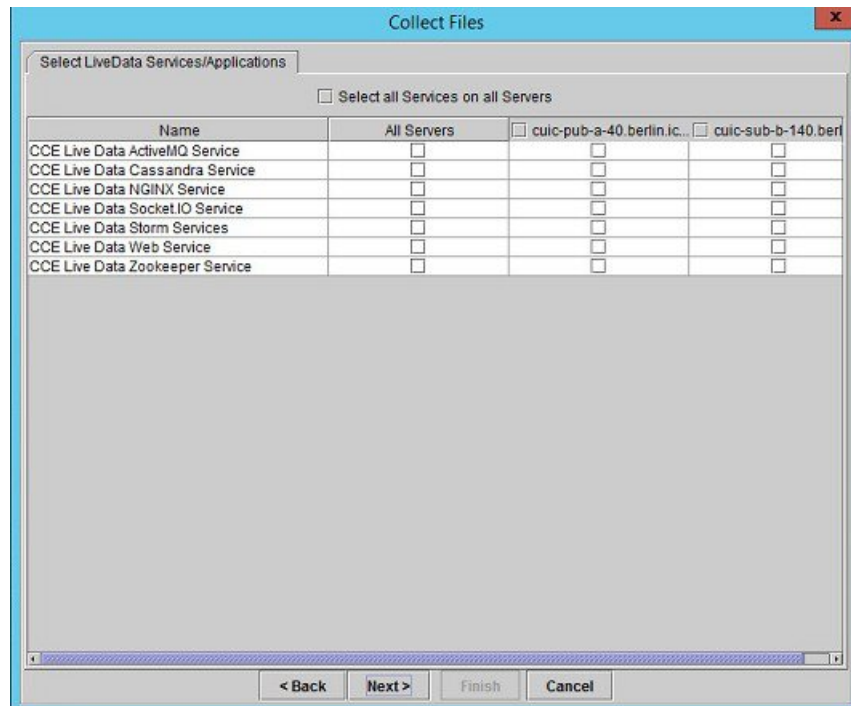 Collect Files
x
Select LiveData Services/Applications
Select all Services on all Servers
Name All Servers cuic-pub-a-40.berlin.ic... cuic-sub-b-140.berl
CCE Live Data ActiveMQ Service
CCE Live Data Cassandra Service
CCE Live Data NGINX Service
CCE Live Data Socket.IO Service
CCE Live Data Storm Services
CCE Live Data Web Service
CCE Live Data Zookeeper Service
< Back Next > Finish Cancel